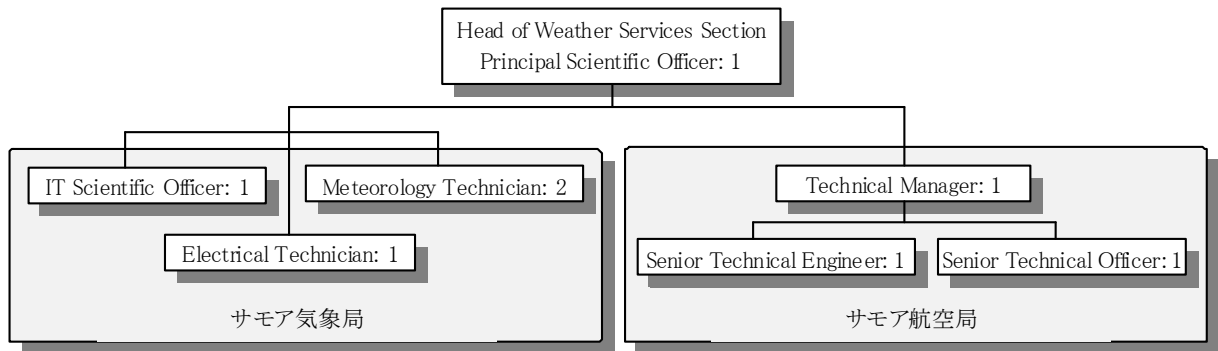 Head of Weather Services Section
Principal Scientific Officer: 1
IT Scientific Officer: 1
Meteorology Technician: 2
Electrical Technician: 1
サモア気象局
Technical Manager: 1
Senior Technical Engineer: 1
Senior Technical Officer: 1
サモア航空局